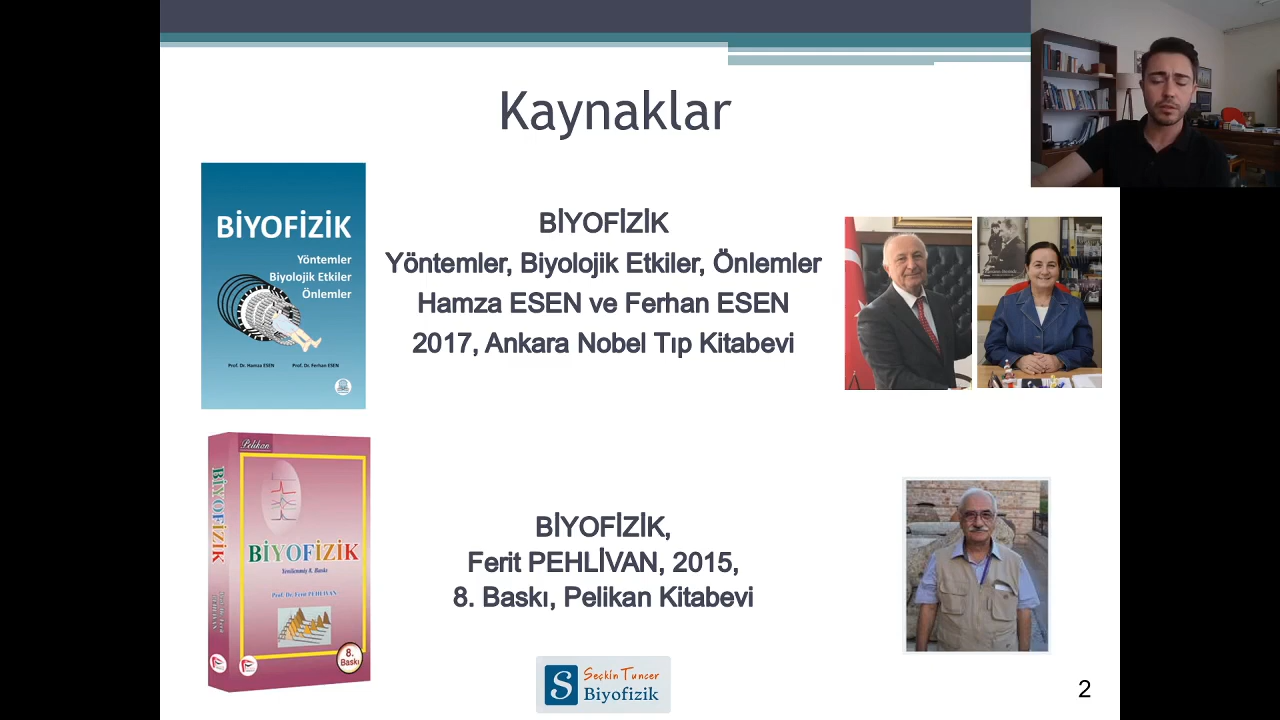 Kaynaklar
BİYOFİZİK
Yöntemler
Biyolojik Etkiler
Önlemler
Prof. Dr. Hamza ESEN Prof. Dr. Ferhan ESEN
BİYOFİZİK
Yöntemler, Biyolojik Etkiler, Önlemler
Hamza ESEN ve Ferhan ESEN
2017, Ankara Nobel Tıp Kitabevi
Pelikan
BİYOFİZİK
BİYOFİZİK
Yenilenmiş 8. Baskı
Prof. Dr. Ferit PEHLİVAN
8.
Baskı
BİYOFİZİK,
Ferit PEHLİVAN, 2015,
8. Baskı, Pelikan Kitabevi
S
Seçkin Tuncer
Biyofizik
2